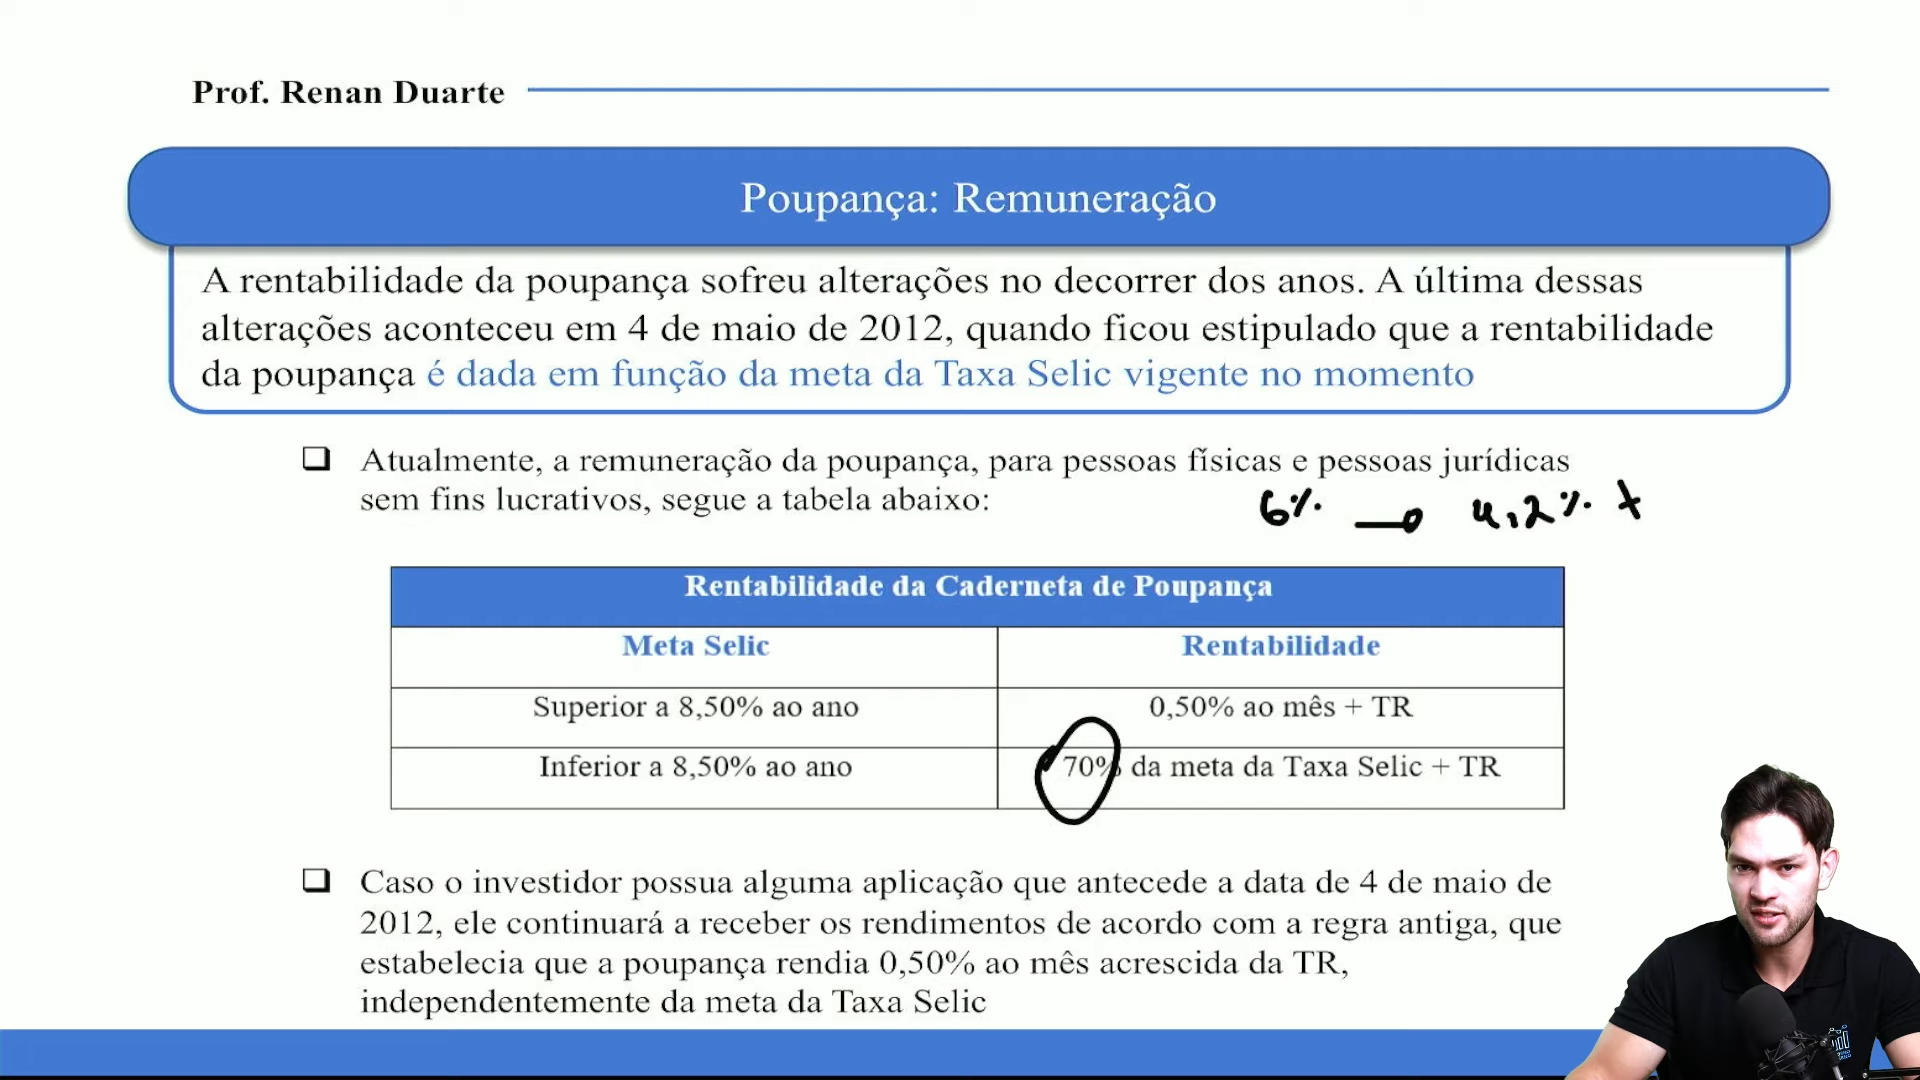 Prof. Renan Duarte
Poupança: Remuneração
A rentabilidade da poupança sofreu alterações no decorrer dos anos. A última dessas
alterações aconteceu em 4 de maio de 2012, quando ficou estipulado que a rentabilidade
da poupança é dada em função da meta da Taxa Selic vigente no momento
Atualmente, a remuneração da poupança, para pessoas físicas e pessoas jurídicas
sem fins lucrativos, segue a tabela abaixo:
6% → 4,2% +
Rentabilidade da Caderneta de Poupança
Meta Selic Rentabilidade
Superior a 8,50% ao ano 0,50% ao mês + TR
Inferior a 8,50% ao ano 70% da meta da Taxa Selic + TR
Caso o investidor possua alguma aplicação que antecede a data de 4 de maio de
2012, ele continuará a receber os rendimentos de acordo com a regra antiga, que
estabelecia que a poupança rendia 0,50% ao mês acrescida da TR,
independentemente da meta da Taxa Selic